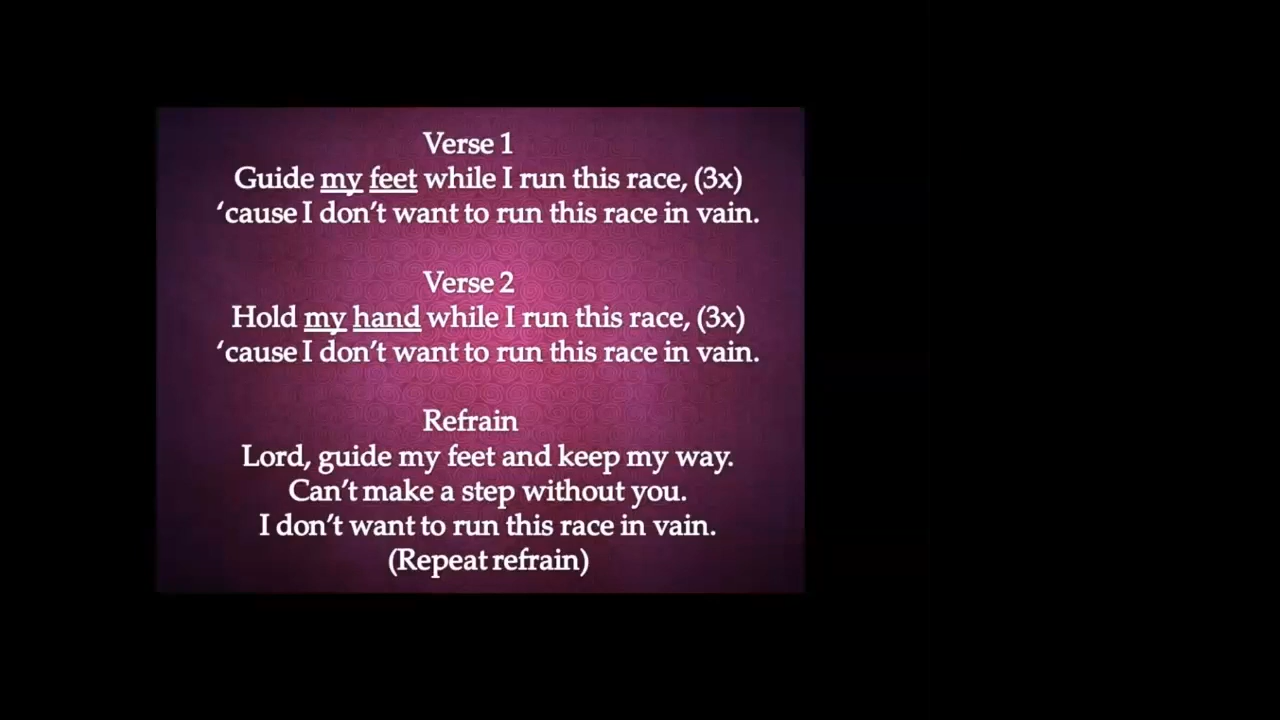 Verse 1
Guide my feet while I run this race, (3x)
‘cause I don’t want to run this race in vain.
Verse 2
Hold my hand while I run this race, (3x)
‘cause I don’t want to run this race in vain.
Refrain
Lord, guide my feet and keep my way.
Can’t make a step without you.
I don’t want to run this race in vain.
(Repeat refrain)